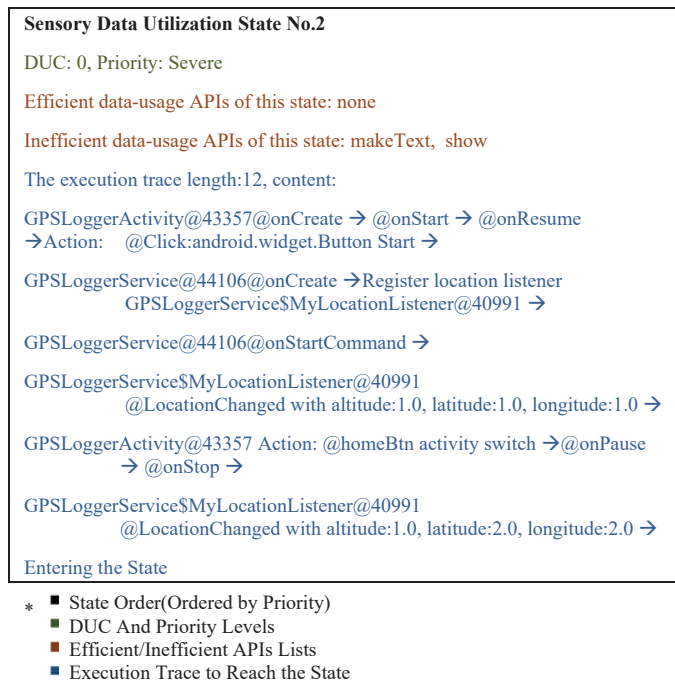 Sensory Data Utilization State No.2
DUC: 0, Priority: Severe
Efficient data-usage APIs of this state: none
Inefficient data-usage APIs of this state: makeText, show
The execution trace length:12, content:
GPSLoggerActivity@43357@onCreate → @onStart → @onResume
→Action: @Click:android.widget.Button Start →
GPSLoggerService@44106@onCreate →Register location listener
GPSLoggerService$MyLocationListener@40991 →
GPSLoggerService@44106@onStartCommand →
GPSLoggerService$MyLocationListener@40991
@LocationChanged with altitude:1.0, latitude:1.0, longitude:1.0 →
GPSLoggerActivity@43357 Action: @homeBtn activity switch →@onPause
→ @onStop →
GPSLoggerService$MyLocationListener@40991
@LocationChanged with altitude:1.0, latitude:2.0, longitude:2.0 →
Entering the State
* ■ State Order(Ordered by Priority)
■ DUC And Priority Levels
■ Efficient/Inefficient APIs Lists
■ Execution Trace to Reach the State